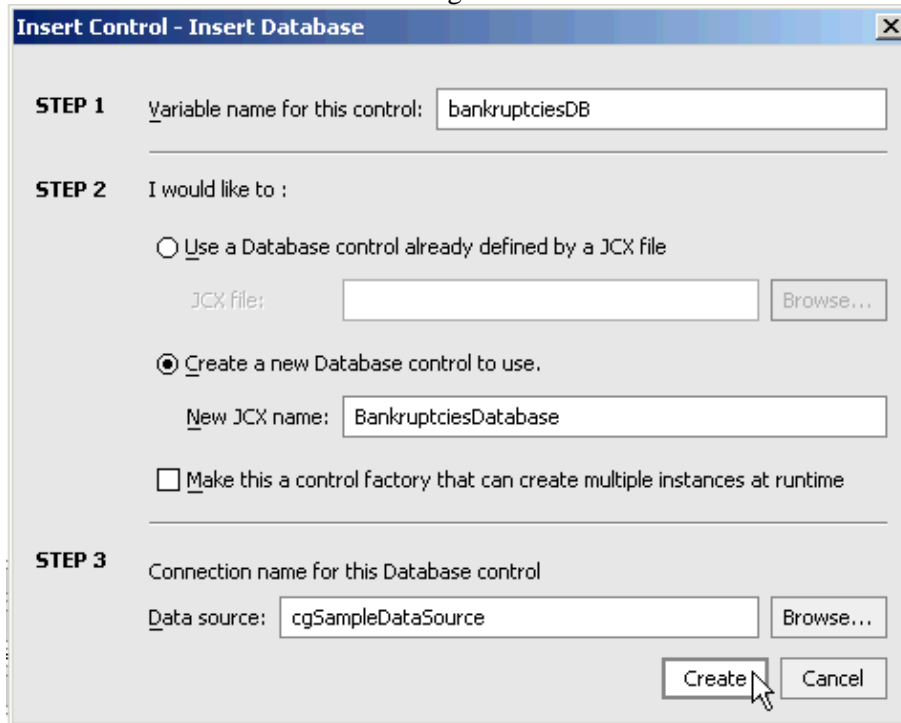 Insert Control - Insert Database
STEP 1 Variable name for this control: bankruptciesDB
STEP 2 I would like to :
Use a Database control already defined by a JCX file
JCX file: Browse...
Create a new Database control to use.
New JCX name: BankruptciesDatabase
Make this a control factory that can create multiple instances at runtime
STEP 3
Connection name for this Database control
Data source: cgSampleDataSource Browse...
Create Cancel